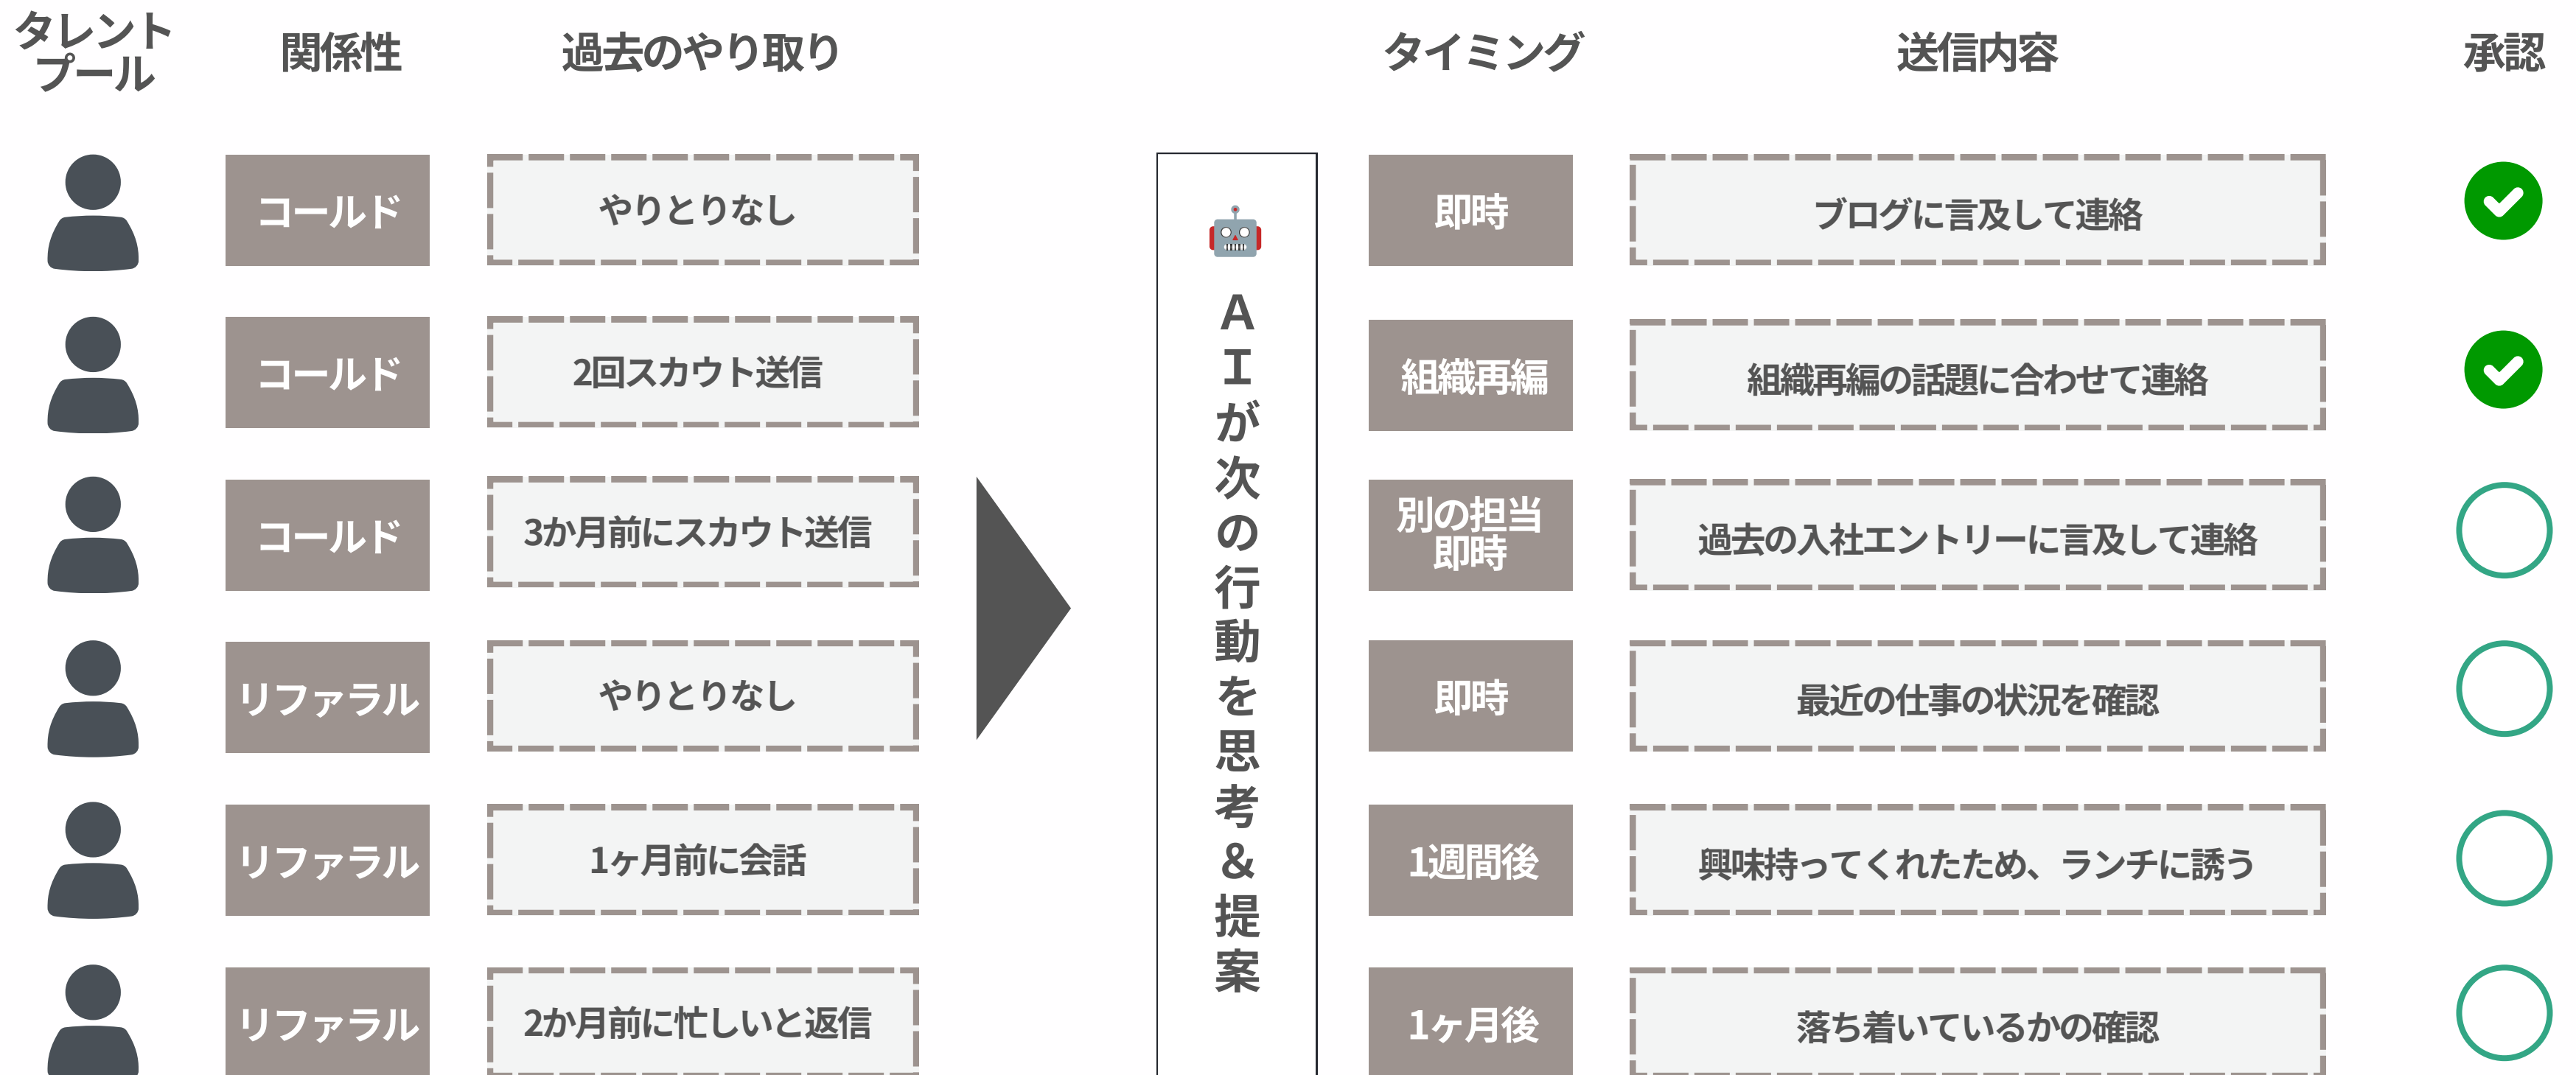 タレント
プール
関係性
過去のやり取り
タイミング
送信内容
承認
コールド
やりとりなし
即時
ブログに言及して連絡
コールド
2回スカウト送信
組織再編
組織再編の話題に合わせて連絡
コールド
3か月前にスカウト送信
別の担当
即時
過去の入社エントリーに言及して連絡
リファラル
やりとりなし
即時
最近の仕事の状況を確認
リファラル
1ヶ月前に会話
1週間後
興味持ってくれたため、ランチに誘う
リファラル
2か月前に忙しいと返信
1ヶ月後
落ち着いているかの確認
AIが次の行動を思考&提案